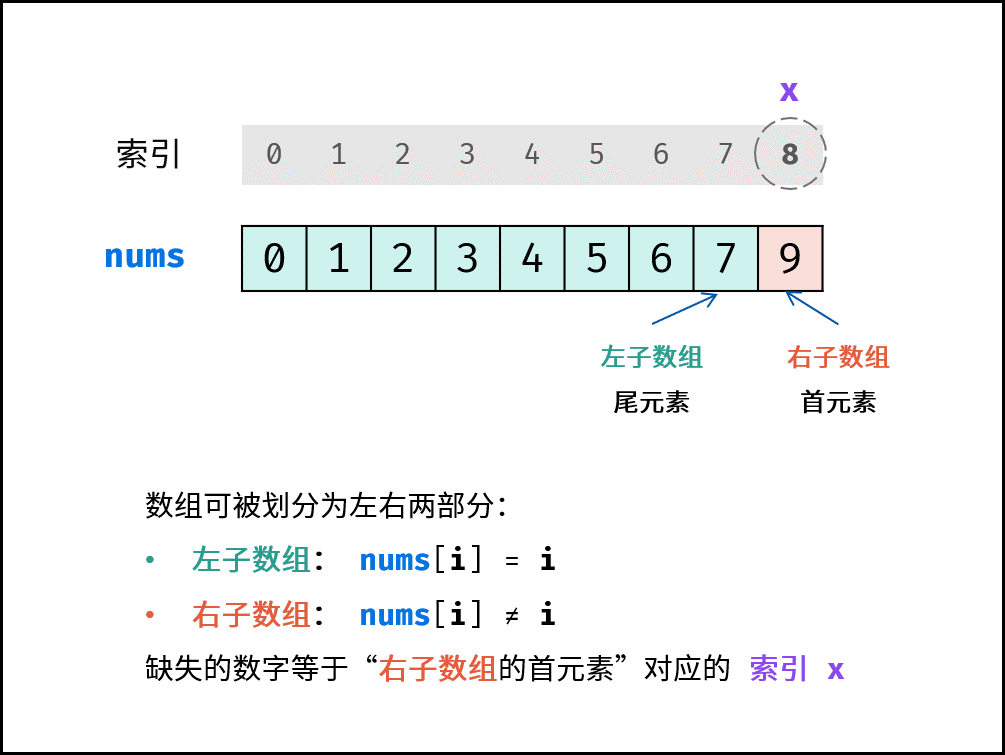 x
索引 0 1 2 3 4 5 6 7 8
nums 0 1 2 3 4 5 6 7 9
左子数组 右子数组
尾元素 首元素
数组可被划分为左右两部分：
• 左子数组： nums[i] = i
• 右子数组： nums[i] ≠ i
缺失的数字等于“右子数组的首元素”对应的 索引 x